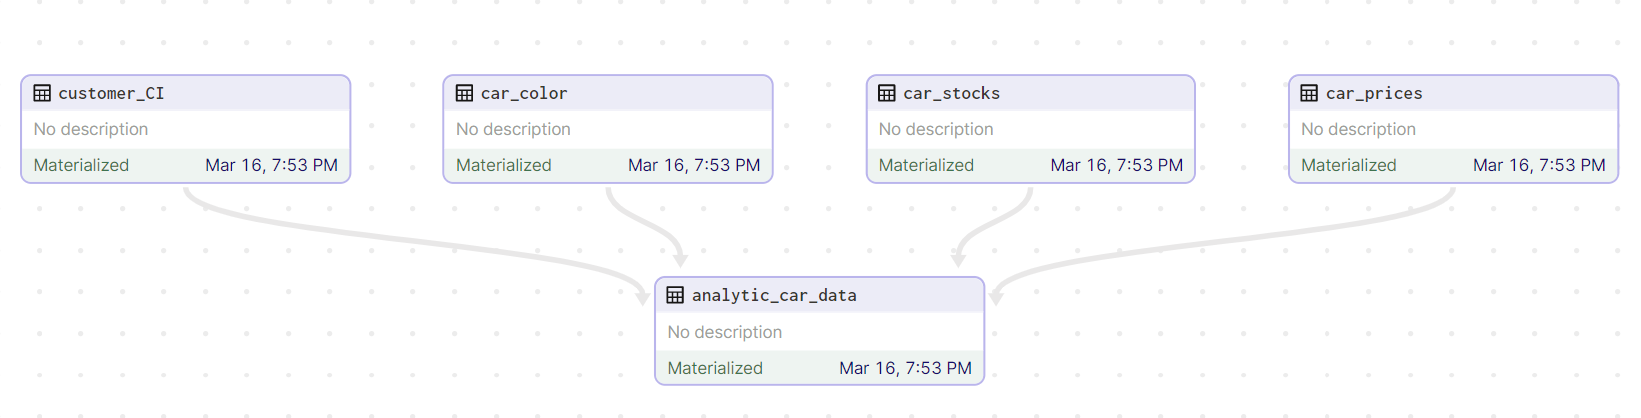 customer_CI
No description
Materialized Mar 16, 7:53 PM
car_color
No description
Materialized Mar 16, 7:53 PM
car_stocks
No description
Materialized Mar 16, 7:53 PM
car_prices
No description
Materialized Mar 16, 7:53 PM
analytic_car_data
No description
Materialized Mar 16, 7:53 PM